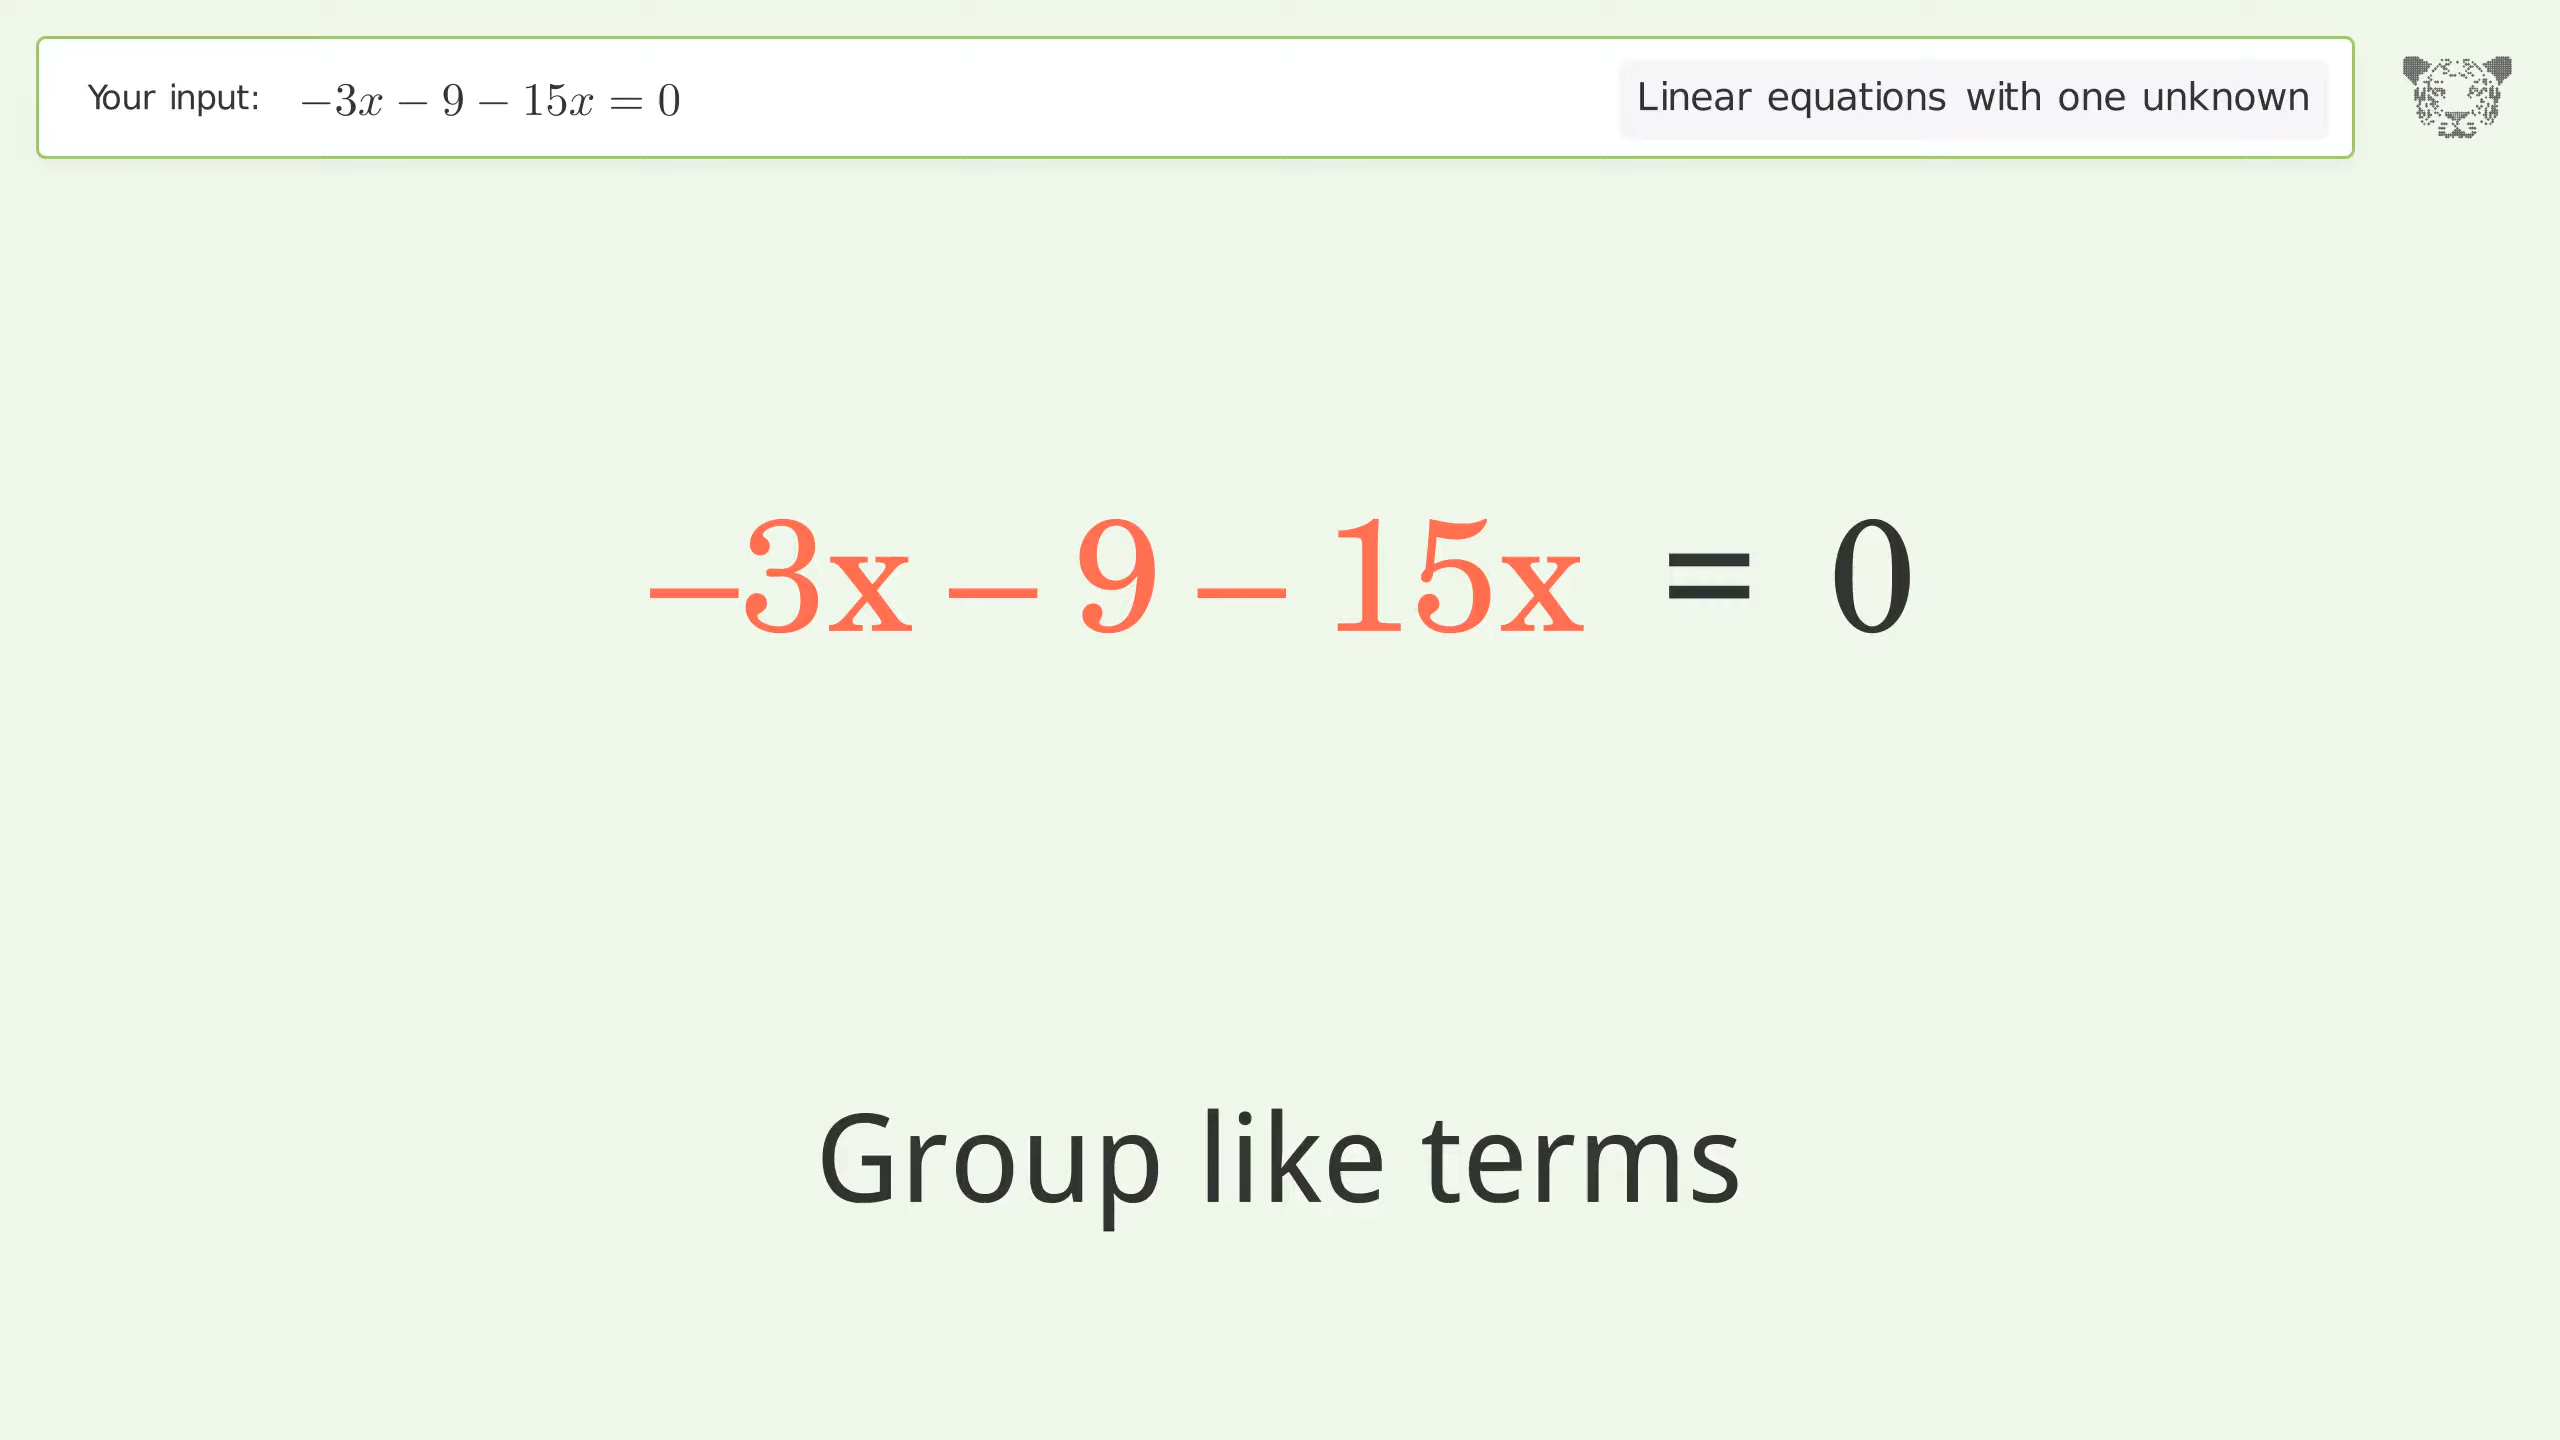 Your input: −3x − 9 − 15x = 0
Linear equations with one unknown
−3x − 9 − 15x = 0
Group like terms